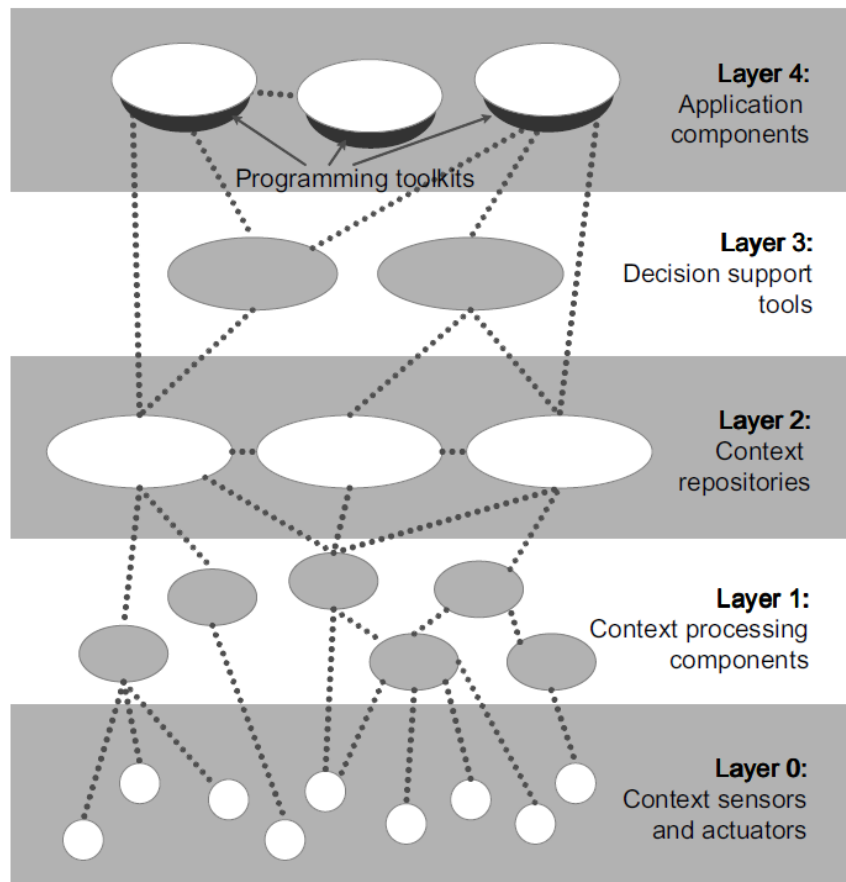 Layer 4:
Application
components
Programming toolkits
Layer 3:
Decision support
tools
Layer 2:
Context
repositories
Layer 1:
Context processing
components
Layer 0:
Context sensors
and actuators